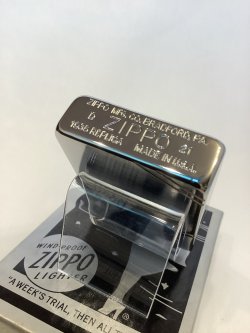 ZIPPO MFG. CO. BRADFORD, PA.
D ZIPPO 21
1935 REPLICA MADE IN U.S.A.
WIND PROOF
ZIPPO
LIGHTER
"A WEEK'S TRIAL, THEN ALL T